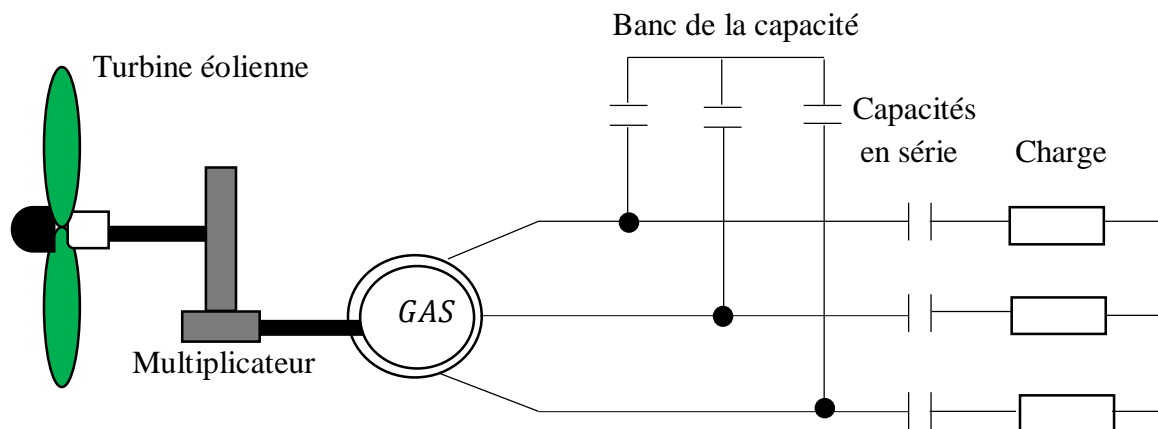 Banc de la capacité
Turbine éolienne
Capacités
en série
Charge
GAS
Multiplicateur